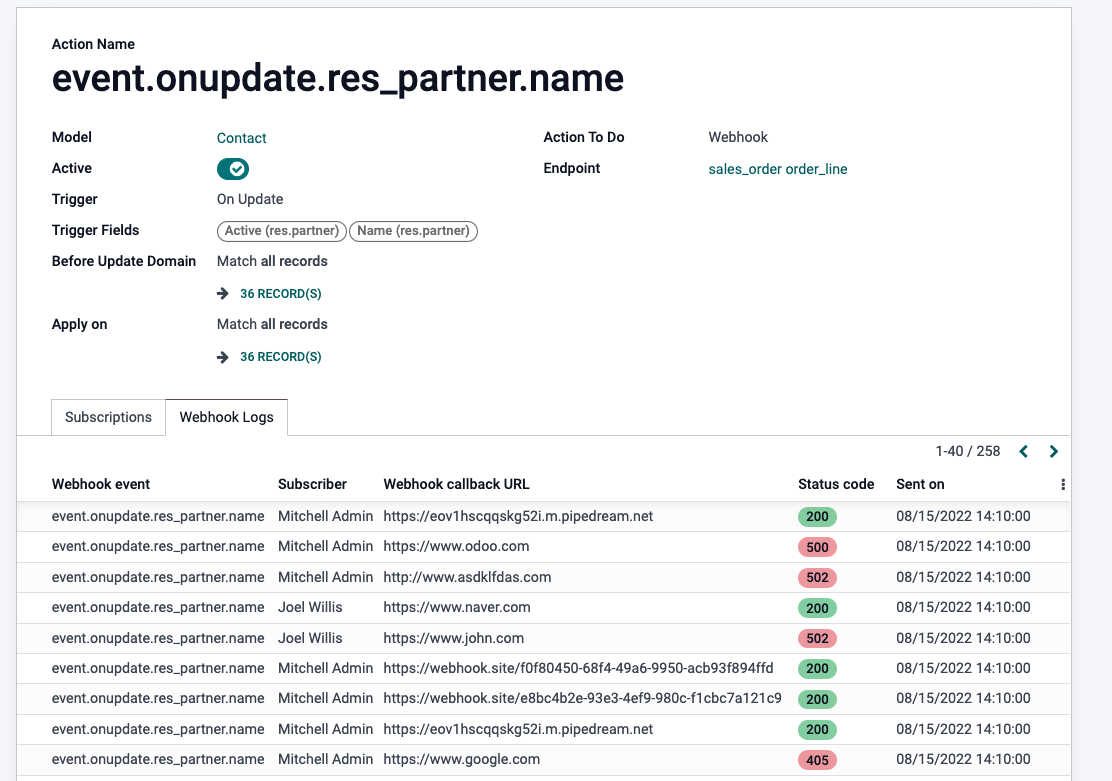 Action Name
event.onupdate.res_partner.name
Model Contact Action To Do Webhook
Active Endpoint sales_order order_line
Trigger On Update
Trigger Fields Active (res.partner) Name (res.partner)
Before Update Domain Match all records
36 RECORD(S)
Apply on Match all records
36 RECORD(S)
Subscriptions Webhook Logs
1-40 / 258
Webhook event Subscriber Webhook callback URL Status code Sent on
event.onupdate.res_partner.name Mitchell Admin https://eov1hscqqskg52i.m.pipedream.net 200 08/15/2022 14:10:00
event.onupdate.res_partner.name Mitchell Admin https://www.odoo.com 500 08/15/2022 14:10:00
event.onupdate.res_partner.name Mitchell Admin http://www.asdklfdas.com 502 08/15/2022 14:10:00
event.onupdate.res_partner.name Joel Willis https://www.naver.com 200 08/15/2022 14:10:00
event.onupdate.res_partner.name Joel Willis https://www.john.com 502 08/15/2022 14:10:00
event.onupdate.res_partner.name Mitchell Admin https://webhook.site/f0f80450-68f4-49a6-9950-acb93f894ffd 200 08/15/2022 14:10:00
event.onupdate.res_partner.name Mitchell Admin https://webhook.site/e8bc4b2e-93e3-4ef9-980c-f1cbc7a121c9 200 08/15/2022 14:10:00
event.onupdate.res_partner.name Mitchell Admin https://eov1hscqqskg52i.m.pipedream.net 200 08/15/2022 14:10:00
event.onupdate.res_partner.name Mitchell Admin https://www.google.com 405 08/15/2022 14:10:00